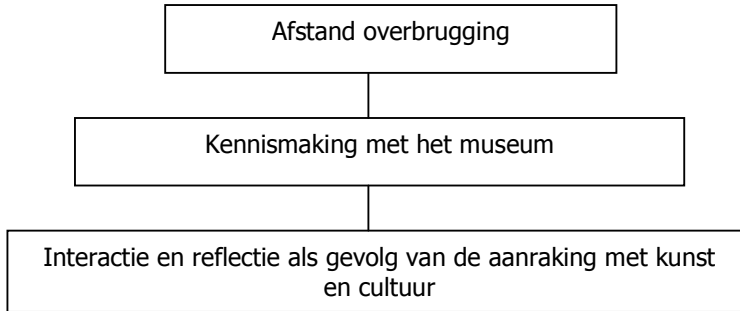 Afstand overbrugging
Kennismaking met het museum
Interactie en reflectie als gevolg van de aanraking met kunst
en cultuur